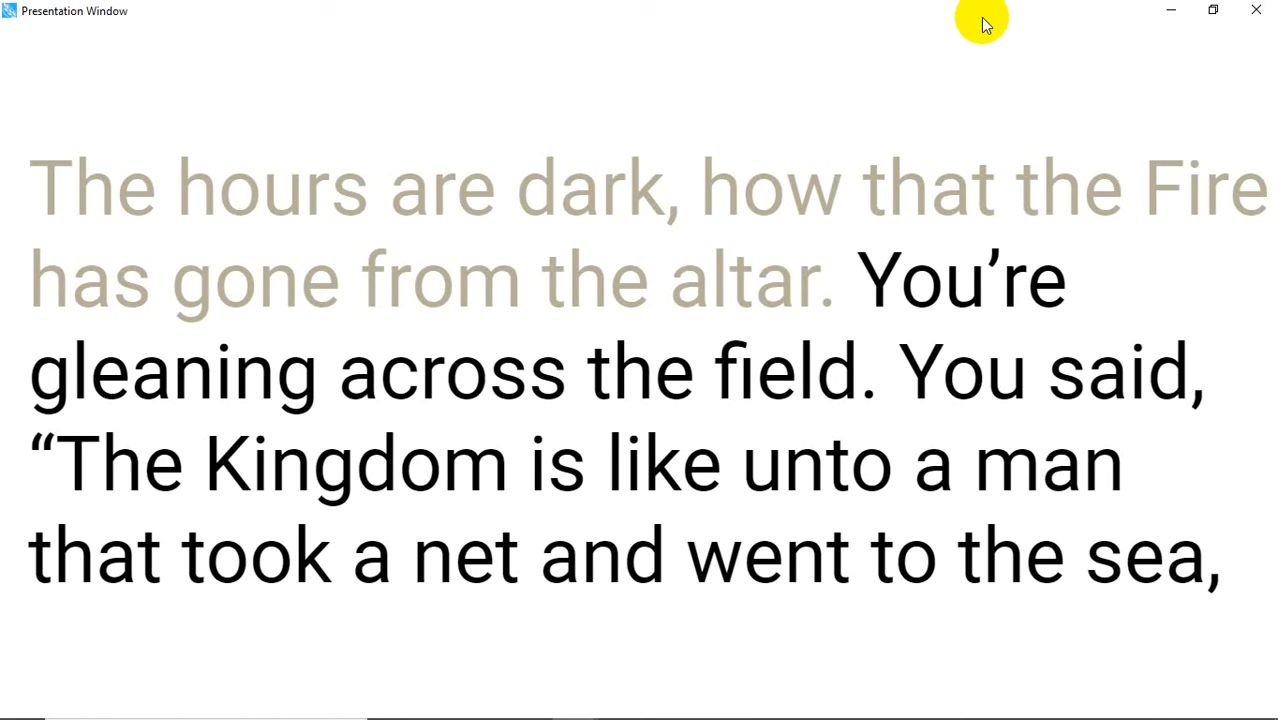 Presentation Window
The hours are dark, how that the Fire
has gone from the altar. You’re
gleaning across the field. You said,
“The Kingdom is like unto a man
that took a net and went to the sea,